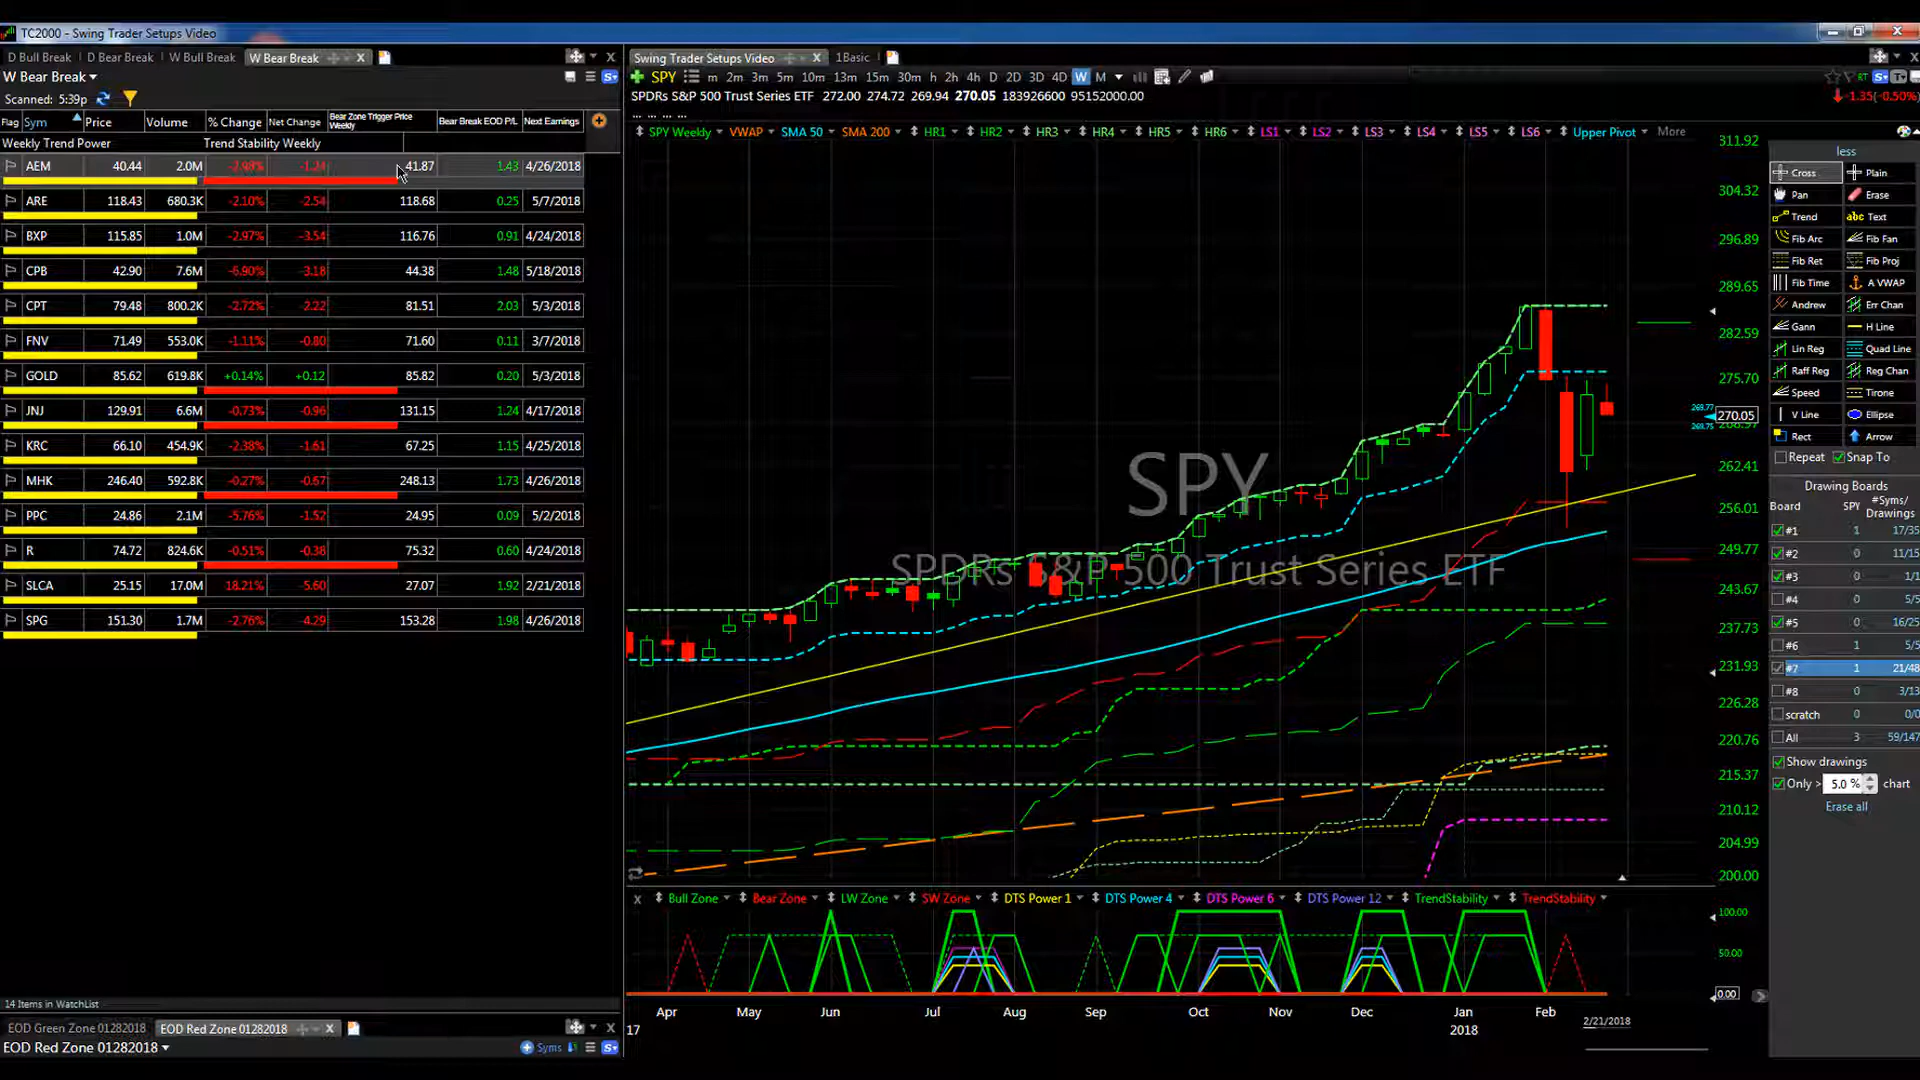 TC2000 - Swing Trader Setups Video
D Bull Break D Bear Break W Bull Break W Bear Break
W Bear Break
Scanned: 5:39p
Flag Sym Price Volume % Change Net Change Bear Zone Trigger Price Weekly Bear Break EOD P/L Next Earnings
Weekly Trend Power Trend Stability Weekly
AEM 40.44 2.0M -2.98% -1.24 41.87 1.43 4/26/2018
ARE 118.43 680.3K -2.10% -2.54 118.68 0.25 5/7/2018
BXP 115.85 1.0M -2.97% -3.54 116.76 0.91 4/24/2018
CPB 42.90 7.6M -6.90% -3.18 44.38 1.48 5/18/2018
CPT 79.48 800.2K -2.72% -2.22 81.51 2.03 5/3/2018
FNV 71.49 553.0K -1.11% -0.80 71.60 0.11 3/7/2018
GOLD 85.62 619.8K +0.14% +0.12 85.82 0.20 5/3/2018
JNJ 129.91 6.6M -0.73% -0.96 131.15 1.24 4/17/2018
KRC 66.10 454.9K -2.38% -1.61 67.25 1.15 4/25/2018
MHK 246.40 592.8K -0.27% -0.67 248.13 1.73 4/26/2018
PPC 24.86 2.1M -5.76% -1.52 24.95 0.09 5/2/2018
R 74.72 824.6K -0.51% -0.38 75.32 0.60 4/24/2018
SLCA 25.15 17.0M 18.21% -5.60 27.07 1.92 2/21/2018
SPG 151.30 1.7M -2.76% -4.29 153.28 1.98 4/26/2018
14 Items in WatchList
EOD Green Zone 01282018 EOD Red Zone 01282018
EOD Red Zone 01282018 Syms
Swing Trader Setups Video 1Basic
SPY m 2m 3m 5m 10m 13m 15m 30m h 2h 4h D 2D 3D 4D W M
SPDRs S&P 500 Trust Series ETF 272.00 274.72 269.94 270.05 183926600 95152000.00
-1.35(-0.50%)
SPY Weekly VWAP SMA 50 SMA 200 HR1 HR2 HR3 HR4 HR5 HR6 LS1 LS2 LS3 LS4 LS5 LS6 Upper Pivot More
311.92
304.32
296.89
289.65
282.59
275.70
269.77
270.05
269.75
262.41
256.01
249.77
243.67
237.73
231.93
226.28
220.76
215.37
210.12
204.99
200.00
SPY
SPDRs S&P 500 Trust Series ETF
Bull Zone Bear Zone LW Zone SW Zone DTS Power 1 DTS Power 4 DTS Power 6 DTS Power 12 TrendStability TrendStability
100.00
50.00
0.00
Apr May Jun Jul Aug Sep Oct Nov Dec Jan Feb
17 2018 2/21/2018
less
Cross Plain
Pan Erase
Trend abc Text
Fib Arc Fib Fan
Fib Ret Fib Proj
Fib Time A VWAP
Andrew Err Chan
Gann H Line
Lin Reg Quad Line
Raff Reg Reg Chan
Speed Tirone
V Line Ellipse
Rect Arrow
Repeat Snap To
Drawing Boards
Board SPY #Syms/Drawings
#1 1 17/35
#2 0 11/15
#3 0 1/1
#4 0 5/5
#5 0 16/25
#6 1 5/5
#7 1 21/48
#8 0 3/13
scratch 0 0/0
All 3 59/147
Show drawings
Only > 5.0 % chart
Erase all